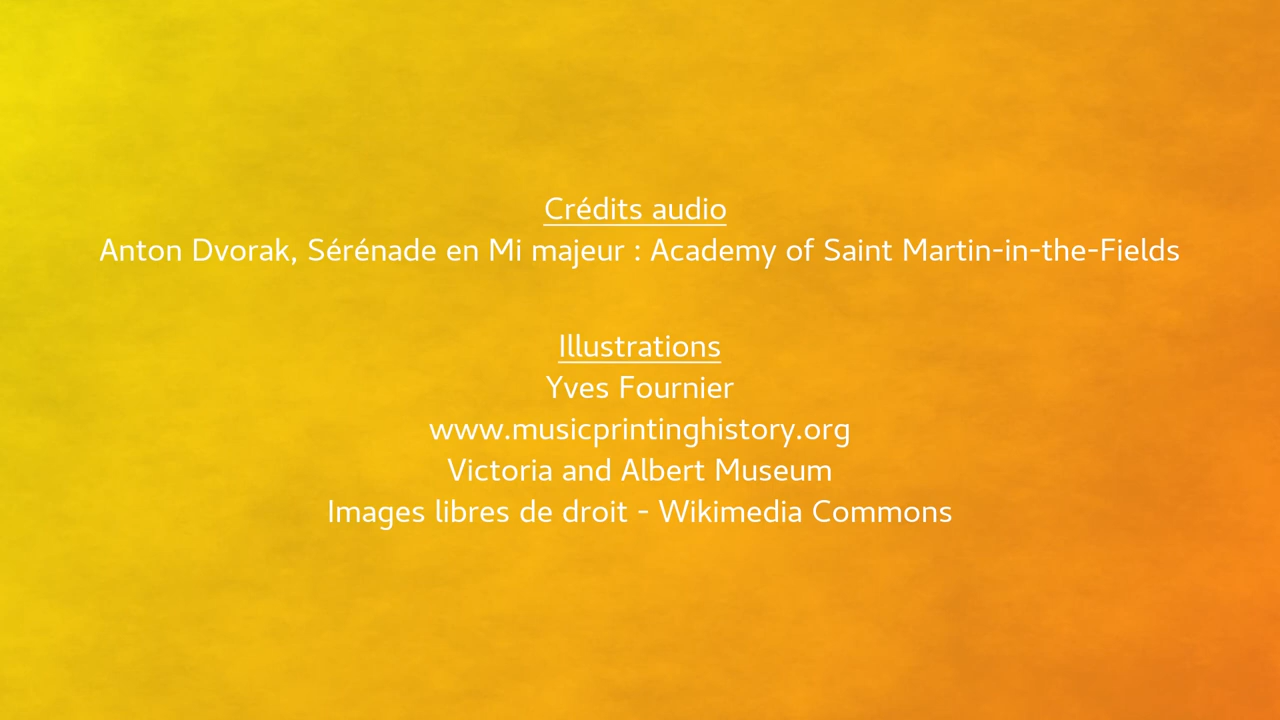 Crédits audio
Anton Dvorak, Sérénade en Mi majeur : Academy of Saint Martin-in-the-Fields
Illustrations
Yves Fournier
www.musicprintinghistory.org
Victoria and Albert Museum
Images libres de droit - Wikimedia Commons